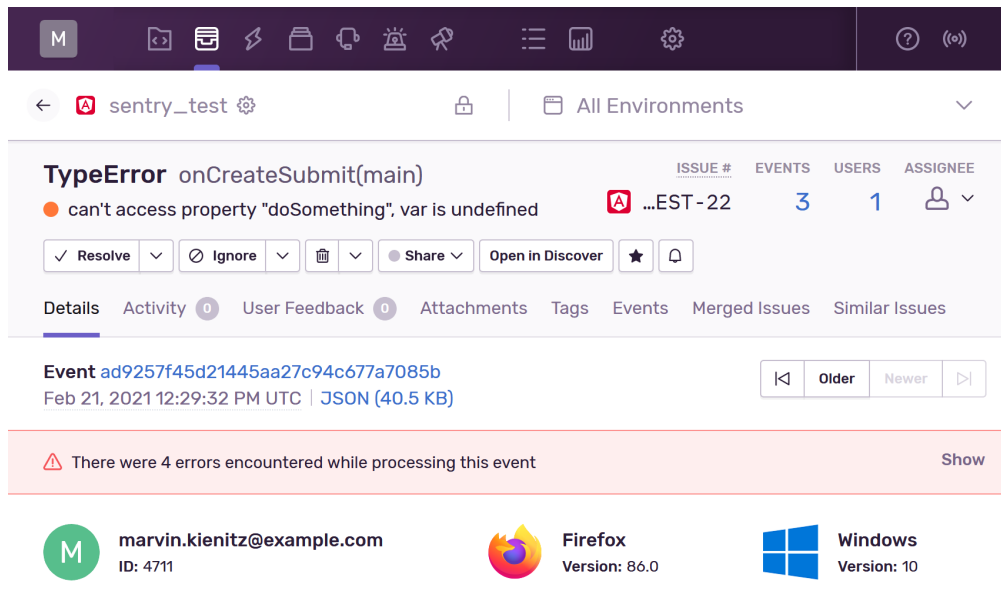 M
sentry_test
All Environments
TypeError onCreateSubmit(main)
can't access property "doSomething", var is undefined
ISSUE # EVENTS USERS ASSIGNEE
...EST-22 3 1
Resolve Ignore Share Open in Discover
Details Activity 0 User Feedback 0 Attachments Tags Events Merged Issues Similar Issues
Event ad9257f45d21445aa27c94c677a7085b
Feb 21, 2021 12:29:32 PM UTC JSON (40.5 KB)
Older Newer
There were 4 errors encountered while processing this event Show
M
marvin.kienitz@example.com
ID: 4711
Firefox
Version: 86.0
Windows
Version: 10